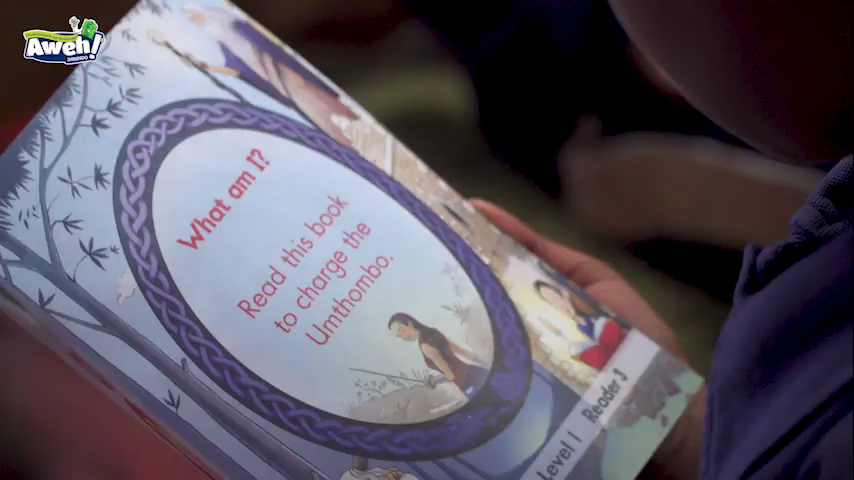 Aweh!
What am I?
Read this book
to charge the
Umthombo.
Level 1 Reader 3